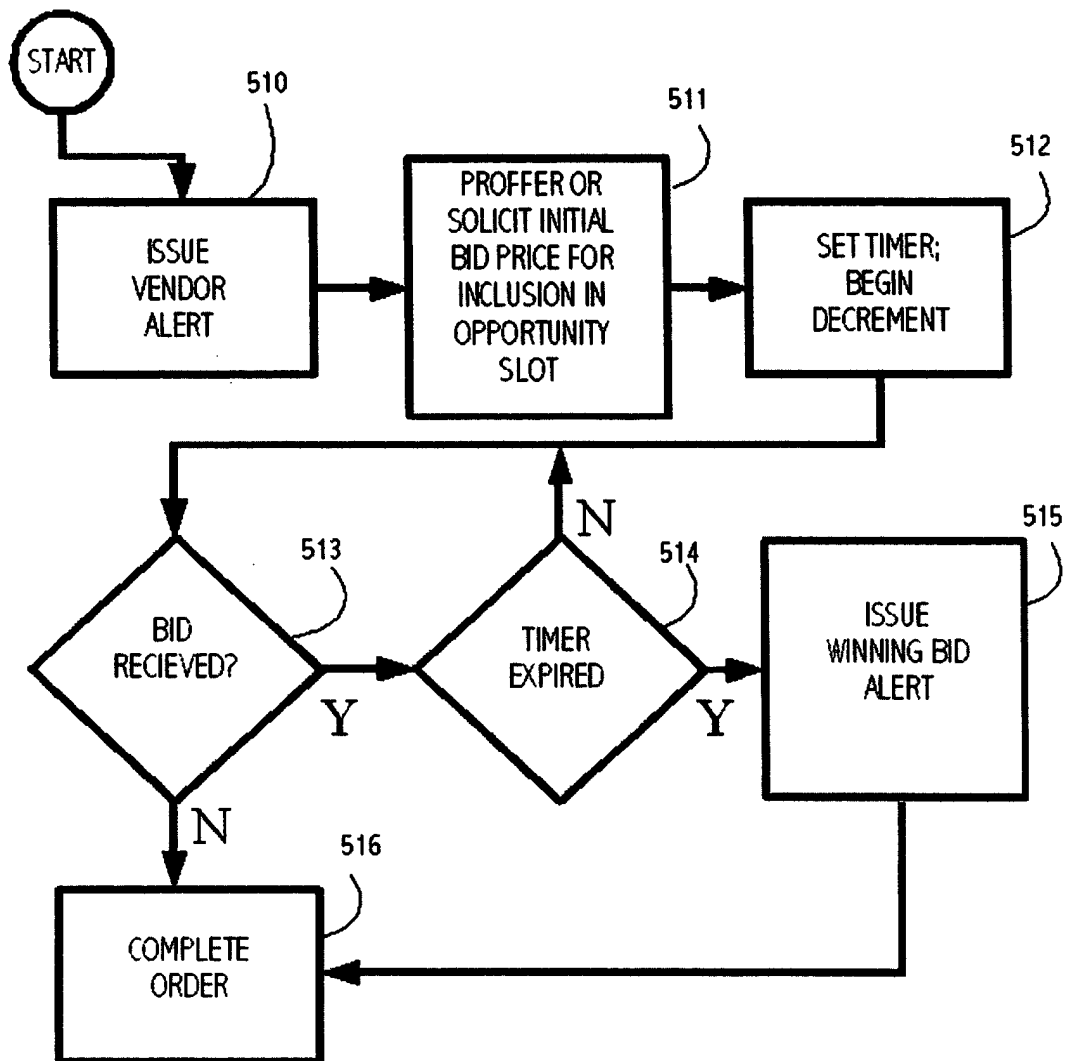 START
510
ISSUE
VENDOR
ALERT
511
PROFFER OR
SOLICIT INITIAL
BID PRICE FOR
INCLUSION IN
OPPORTUNITY
SLOT
512
SET TIMER;
BEGIN
DECREMENT
513
BID
RECIEVED?
Y
N
514
TIMER
EXPIRED
N
Y
515
ISSUE
WINNING BID
ALERT
516
COMPLETE
ORDER